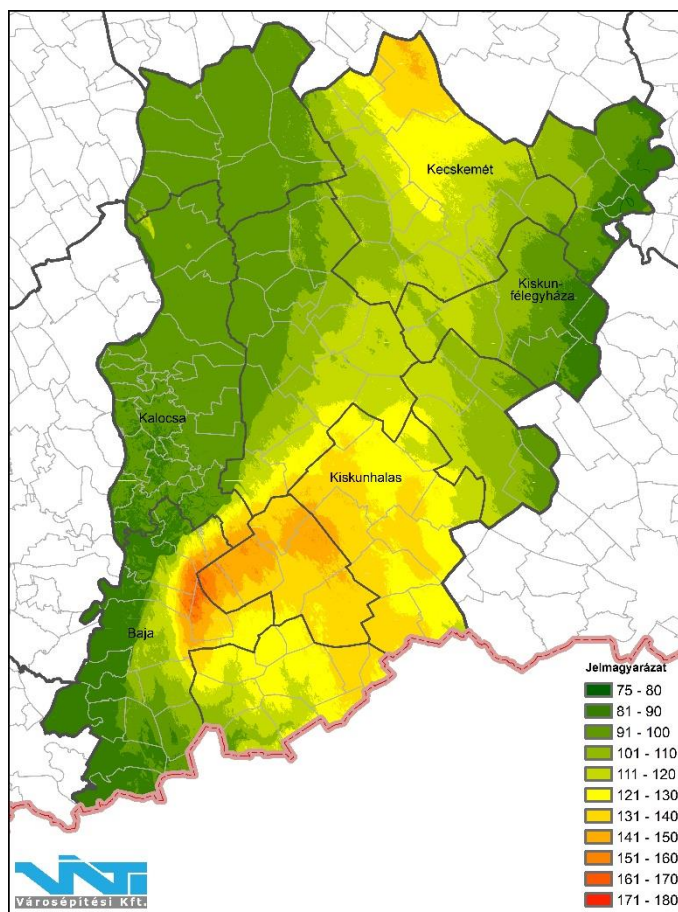 Kecskemét
Kiskun-
félegyháza
Kalocsa
Kiskunhalas
Baja
Jelmagyarázat
75 - 80
81 - 90
91 - 100
101 - 110
111 - 120
121 - 130
131 - 140
141 - 150
151 - 160
161 - 170
171 - 180
VÁTI
Városépítési Kft.